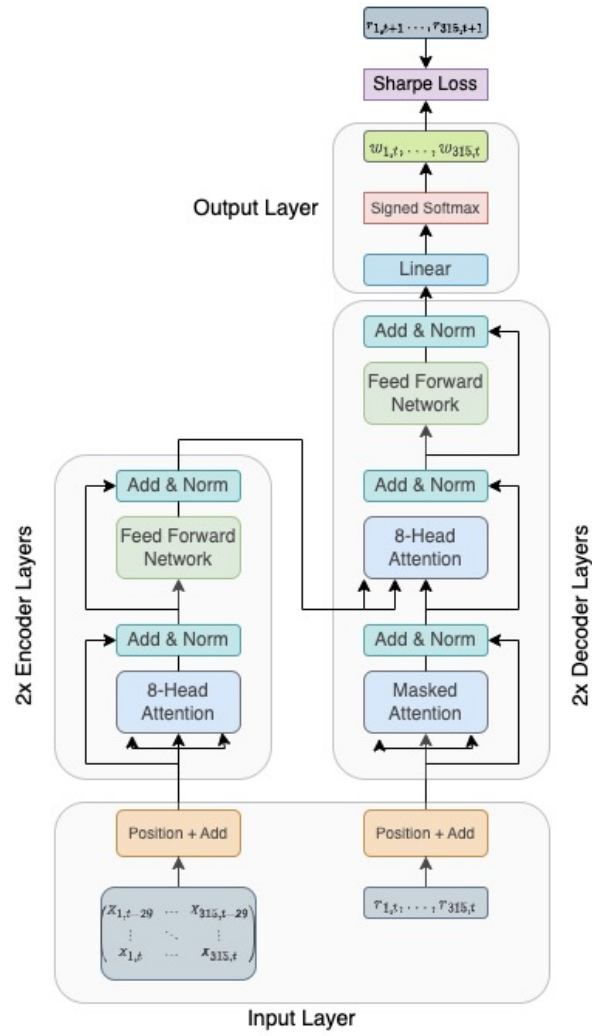 r₁,ₜ₊₁ ..., r₃₁₅,ₜ₊₁
Sharpe Loss
w₁,ₜ, ..., w₃₁₅,ₜ
Signed Softmax
Output Layer
Linear
Add & Norm
Feed Forward
Network
Add & Norm
8-Head
Attention
Add & Norm
Masked
Attention
2x Decoder Layers
Add & Norm
Feed Forward
Network
Add & Norm
8-Head
Attention
2x Encoder Layers
Position + Add
Position + Add
x₁,ₜ₋₂₉ ... x₃₁₅,ₜ₋₂₉
⋮ ⋱ ⋮
x₁,ₜ ... x₃₁₅,ₜ
r₁,ₜ, ..., r₃₁₅,ₜ
Input Layer